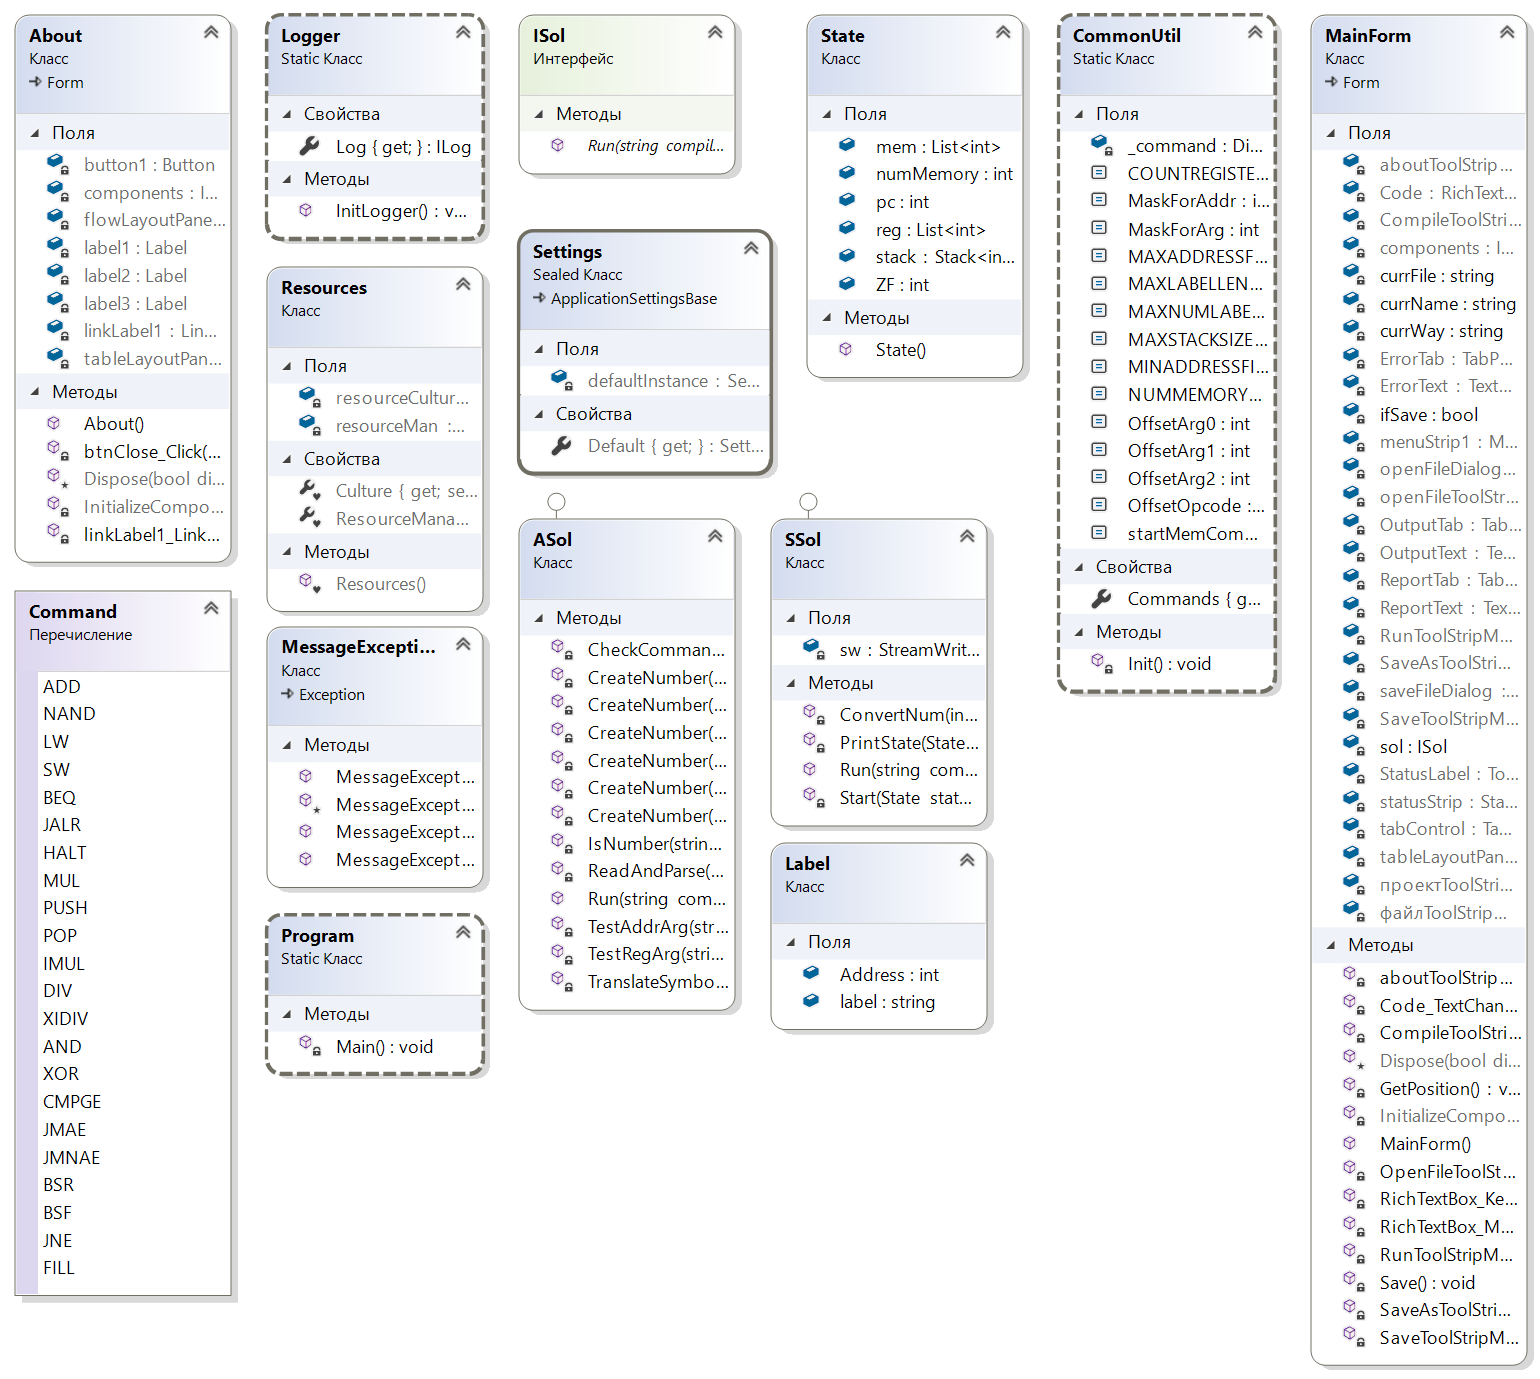 About
Класс
Form
Поля
button1 : Button
components : I...
flowLayoutPane...
label1 : Label
label2 : Label
label3 : Label
linkLabel1 : Lin...
tableLayoutPan...
Методы
About()
btnClose_Click(...
Dispose(bool di...
InitializeCompo...
linkLabel1_Link...
Command
Перечисление
ADD
NAND
LW
SW
BEQ
JALR
HALT
MUL
PUSH
POP
IMUL
DIV
XIDIV
AND
XOR
CMPGE
JMAE
JMNAE
BSR
BSF
JNE
FILL
Logger
Static Класс
Свойства
Log { get; } : ILog
Методы
InitLogger() : v...
Resources
Класс
Поля
resourceCultur...
resourceMan :...
Свойства
Culture { get; se...
ResourceMana...
Методы
Resources()
MessageExcepti...
Класс
Exception
Методы
MessageExcept...
MessageExcept...
MessageExcept...
MessageExcept...
Program
Static Класс
Методы
Main() : void
ISol
Интерфейс
Методы
Run(string compil...
Settings
Sealed Класс
ApplicationSettingsBase
Поля
defaultInstance : Se...
Свойства
Default { get; } : Sett...
ASol
Класс
Методы
CheckComman...
CreateNumber(...
CreateNumber(...
CreateNumber(...
CreateNumber(...
CreateNumber(...
CreateNumber(...
IsNumber(strin...
ReadAndParse(...
Run(string com...
TestAddrArg(str...
TestRegArg(stri...
TranslateSymbo...
State
Класс
Поля
mem : List<int>
numMemory : int
pc : int
reg : List<int>
stack : Stack<in...
ZF : int
Методы
State()
SSol
Класс
Поля
sw : StreamWrit...
Методы
ConvertNum(in...
PrintState(State...
Run(string com...
Start(State stat...
Label
Класс
Поля
Address : int
label : string
CommonUtil
Static Класс
Поля
_command : Di...
COUNTREGISTE...
MaskForAddr : i...
MaskForArg : int
MAXADDRESSF...
MAXLABELLEN...
MAXNUMLABE...
MAXSTACKSIZE...
MINADDRESSFI...
NUMMEMORY...
OffsetArg0 : int
OffsetArg1 : int
OffsetArg2 : int
OffsetOpcode :...
startMemCom...
Свойства
Commands { g...
Методы
Init() : void
MainForm
Класс
Form
Поля
aboutToolStrip...
Code : RichText...
CompileToolStri...
components : I...
currFile : string
currName : string
currWay : string
ErrorTab : TabP...
ErrorText : Text...
ifSave : bool
menuStrip1 : M...
openFileDialog...
openFileToolStr...
OutputTab : Tab...
OutputText : Te...
ReportTab : Tab...
ReportText : Tex...
RunToolStripM...
SaveAsToolStri...
saveFileDialog :...
SaveToolStripM...
sol : ISol
StatusLabel : To...
statusStrip : Sta...
tabControl : Ta...
tableLayoutPan...
проектToolStri...
файлToolStrip...
Методы
aboutToolStrip...
Code_TextChan...
CompileToolStri...
Dispose(bool di...
GetPosition() : v...
InitializeCompo...
MainForm()
OpenFileToolSt...
RichTextBox_Ke...
RichTextBox_M...
RunToolStripM...
Save() : void
SaveAsToolStri...
SaveToolStripM...